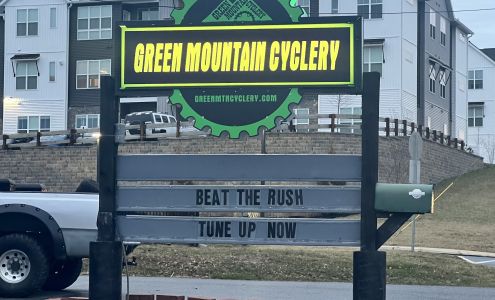 GREEN MOUNTAIN CYCLERY
GREENMTNCYCLERY.COM
BEAT THE RUSH
TUNE UP NOW